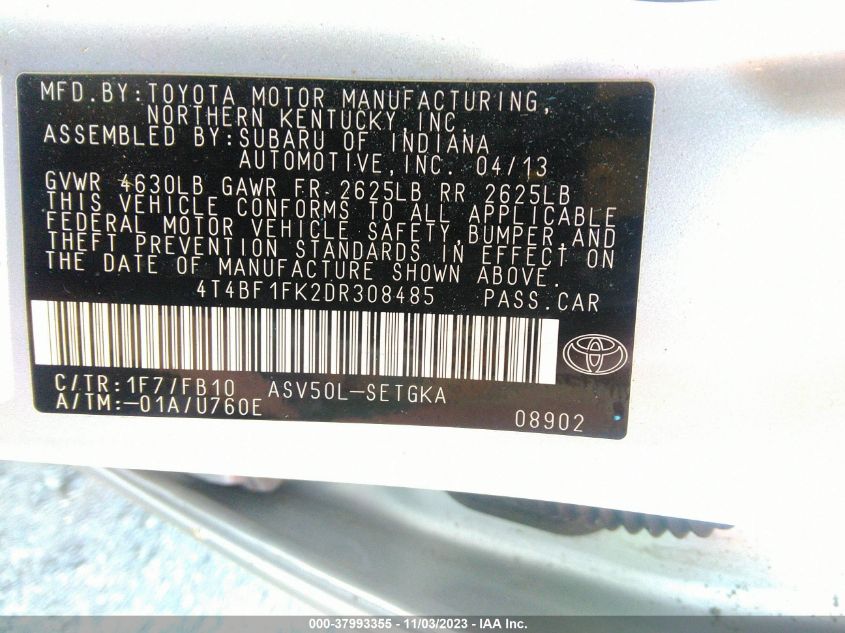 MFD.BY:TOYOTA MOTOR MANUFACTURING,
NORTHERN KENTUCKY,INC.
ASSEMBLED BY:SUBARU OF INDIANA
AUTOMOTIVE,INC. 04/13
GVWR 4630LB GAWR FR 2625LB RR 2625LB
THIS VEHICLE CONFORMS TO ALL APPLICABLE
FEDERAL MOTOR VEHICLE SAFETY,BUMPER,AND
THEFT PREVENTION STANDARDS IN EFFECT ON
THE DATE OF MANUFACTURE SHOWN ABOVE.
4T4BF1FK2DR308485 PASS.CAR
C/TR:1F7/FB10 ASV50L-SETGKA
A/TM:-01A/U760E
08902
000-37993355 - 11/03/2023 - IAA Inc.